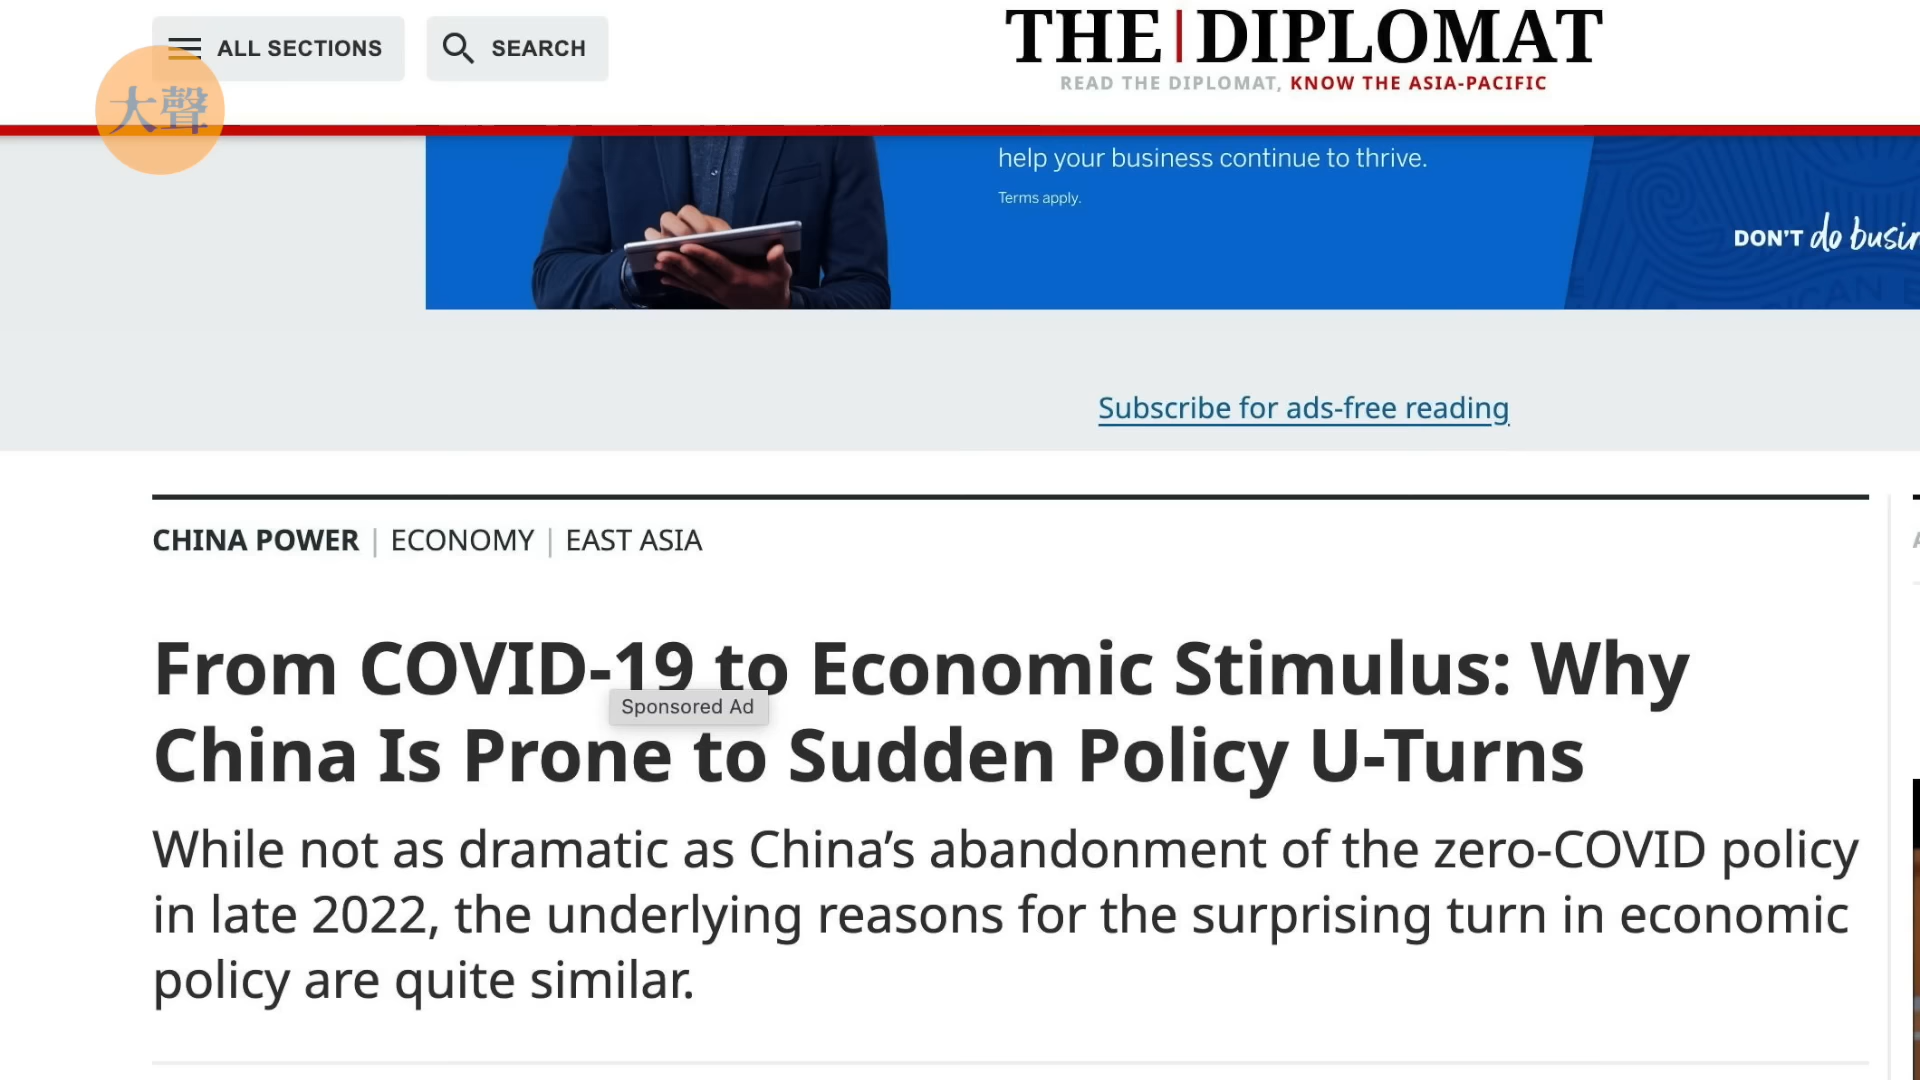 ALL SECTIONS
SEARCH
THE|DIPLOMAT
READ THE DIPLOMAT, KNOW THE ASIA-PACIFIC
大聲
help your business continue to thrive.
Terms apply.
DON'T do busin
Subscribe for ads-free reading
CHINA POWER | ECONOMY | EAST ASIA
From COVID-19 to Economic Stimulus: Why
Sponsored Ad
China Is Prone to Sudden Policy U-Turns
While not as dramatic as China's abandonment of the zero-COVID policy
in late 2022, the underlying reasons for the surprising turn in economic
policy are quite similar.